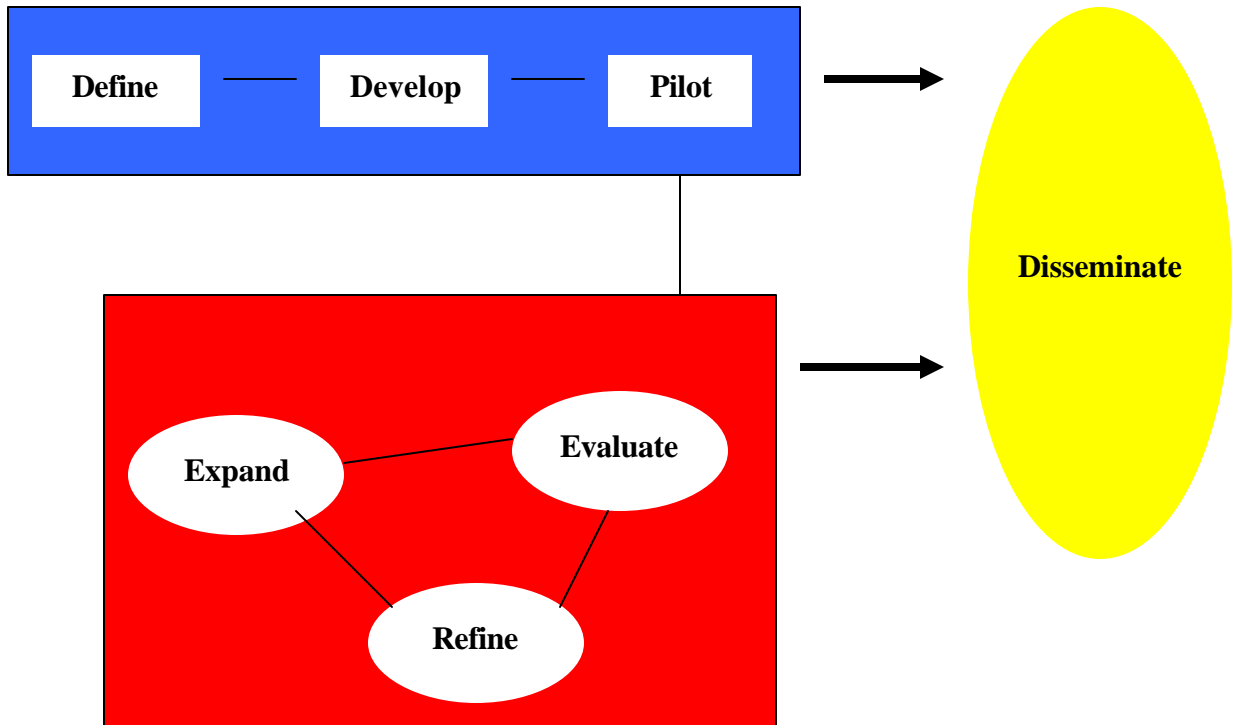 Define
Develop
Pilot
Disseminate
Evaluate
Expand
Refine